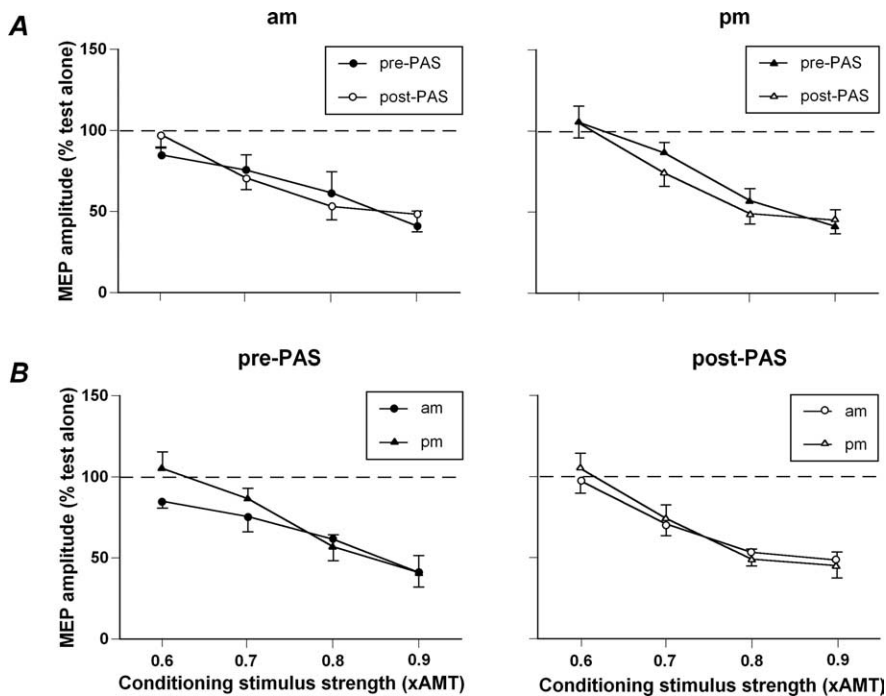 A
am
pm
MEP amplitude (% test alone)
150
100
50
0
pre-PAS
post-PAS
pre-PAS
post-PAS
B
pre-PAS
post-PAS
MEP amplitude (% test alone)
150
100
50
0
am
pm
am
pm
0.6 0.7 0.8 0.9
0.6 0.7 0.8 0.9
Conditioning stimulus strength (xAMT)
Conditioning stimulus strength (xAMT)